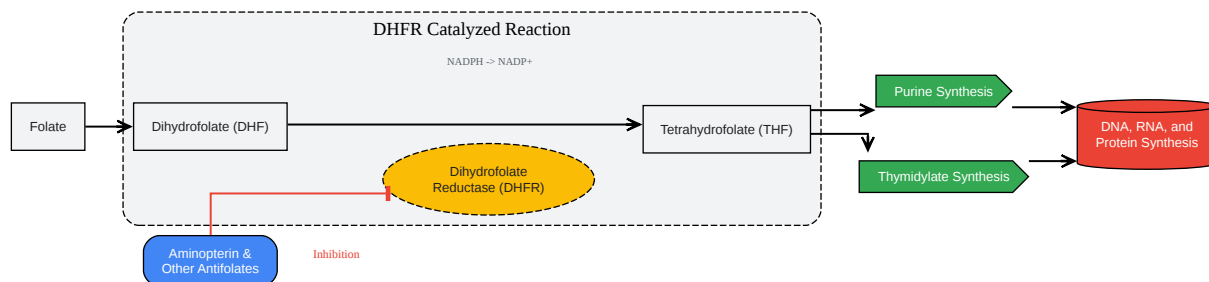 DHFR Catalyzed Reaction
NADPH -> NADP+
Folate
Dihydrofolate (DHF)
Tetrahydrofolate (THF)
Purine Synthesis
Thymidylate Synthesis
DNA, RNA, and
Protein Synthesis
Dihydrofolate
Reductase (DHFR)
Aminopterin &
Other Antifolates
Inhibition